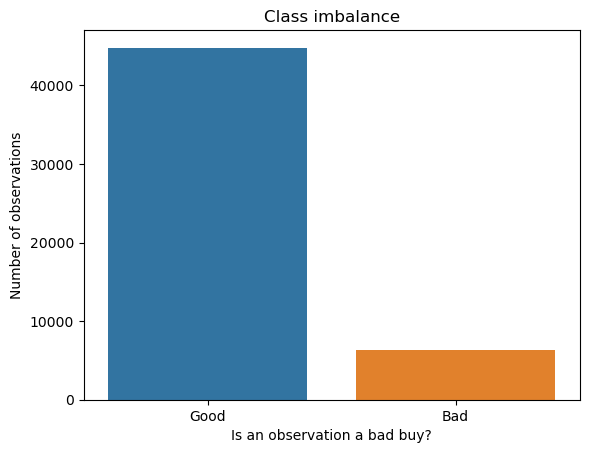 Class imbalance
Number of observations
40000
30000
20000
10000
0
Good
Bad
Is an observation a bad buy?